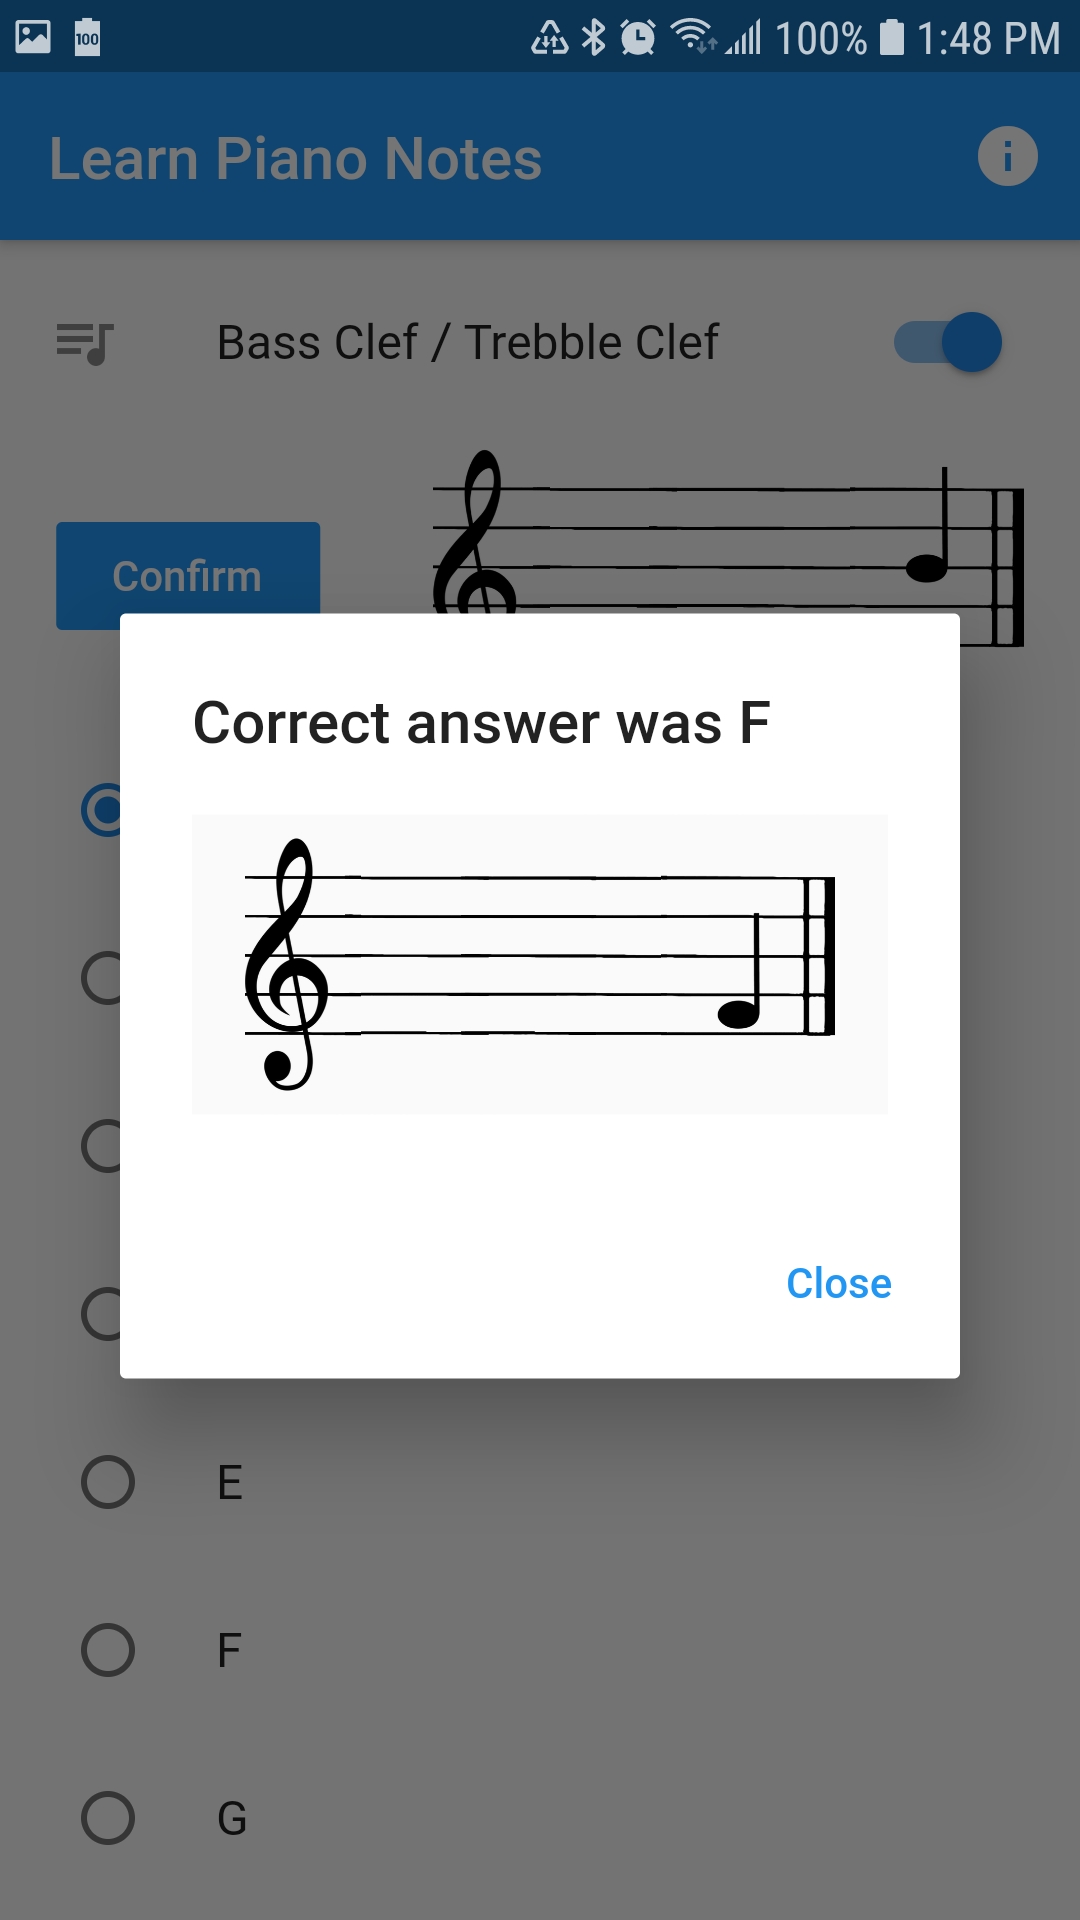 100 100% 1:48 PM
Learn Piano Notes
Bass Clef / Trebble Clef
Confirm
Correct answer was F
Close
E
F
G